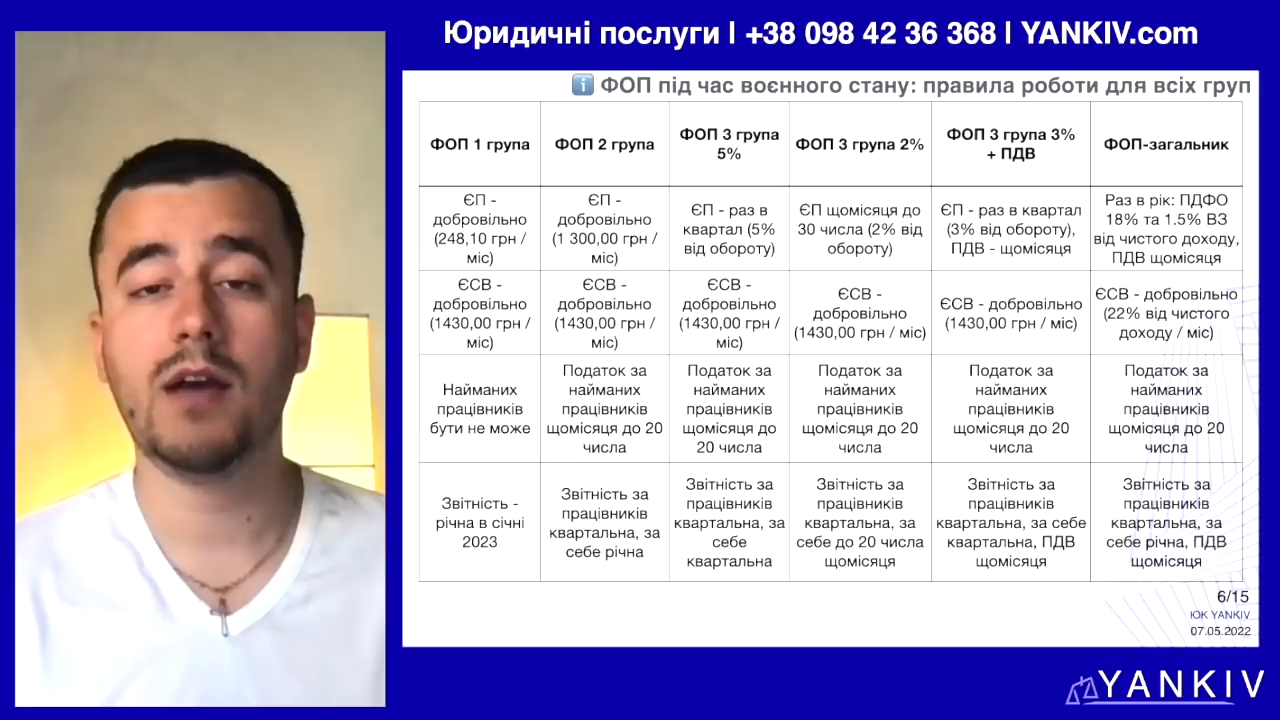 Юридичні послуги | +38 098 42 36 368 | YANKIV.com
ФОП під час воєнного стану: правила роботи для всіх груп
ФОП 1 група
ФОП 2 група
ФОП 3 група
5%
ФОП 3 група 2%
ФОП 3 група 3%
+ ПДВ
ФОП-загальник
ЄП -
добровільно
(248,10 грн /
міс)
ЄП -
добровільно
(1 300,00 грн /
міс)
ЄП - раз в
квартал (5%
від обороту)
ЄП щомісяця до
30 числа (2% від
обороту)
ЄП - раз в квартал
(3% від обороту),
ПДВ - щомісяця
Раз в рік: ПДФО
18% та 1.5% ВЗ
від чистого доходу,
ПДВ щомісяця
ЄСВ -
добровільно
(1430,00 грн /
міс)
ЄСВ -
добровільно
(1430,00 грн /
міс)
ЄСВ -
добровільно
(1430,00 грн /
міс)
ЄСВ -
добровільно
(1430,00 грн / міс)
ЄСВ - добровільно
(1430,00 грн / міс)
ЄСВ - добровільно
(22% від чистого
доходу / міс)
Найманих
працівників
бути не може
Податок за
найманих
працівників
щомісяця до 20
числа
Податок за
найманих
працівників
щомісяця до
20 числа
Податок за
найманих
працівників
щомісяця до 20
числа
Податок за
найманих
працівників
щомісяця до 20
числа
Податок за
найманих
працівників
щомісяця до 20
числа
Звітність -
річна в січні
2023
Звітність за
працівників
квартальна, за
себе річна
Звітність за
працівників
квартальна, за
себе
квартальна
Звітність за
працівників
квартальна, за
себе до 20 числа
щомісяця
Звітність за
працівників
квартальна, за себе
квартальна, ПДВ
щомісяця
Звітність за
працівників
квартальна, за
себе річна, ПДВ
щомісяця
6/15
ЮК YANKIV
07.05.2022
YANKIV